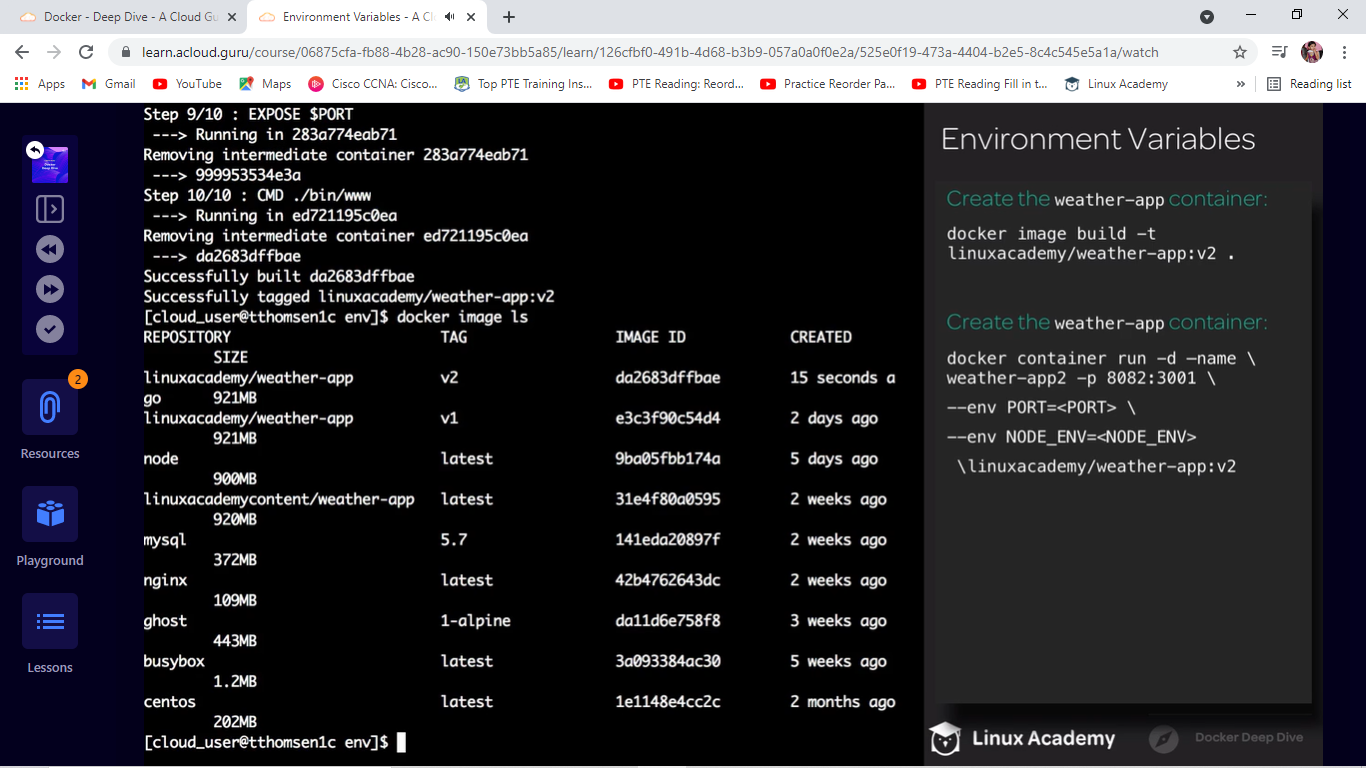 Docker - Deep Dive - A Cloud Gu
Environment Variables - A Cl
learn.acloud.guru/course/06875cfa-fb88-4b28-ac90-150e73bb5a85/learn/126cfbf0-491b-4d68-b3b9-057a0a0f0e2a/525e0f19-473a-4404-b2e5-8c4c545e5a1a/watch
Apps Gmail YouTube Maps Cisco CCNA: Cisco... Top PTE Training Ins... PTE Reading: Reord... Practice Reorder Pa... PTE Reading Fill in t... Linux Academy » Reading list
Docker
Deep Dive
2
Resources
Playground
Lessons
Step 9/10 : EXPOSE $PORT
---> Running in 283a774eab71
Removing intermediate container 283a774eab71
---> 999953534e3a
Step 10/10 : CMD ./bin/www
---> Running in ed721195c0ea
Removing intermediate container ed721195c0ea
---> da2683dffbae
Successfully built da2683dffbae
Successfully tagged linuxacademy/weather-app:v2
[cloud_user@tthomsen1c env]$ docker image ls
REPOSITORY TAG IMAGE ID CREATED
SIZE
linuxacademy/weather-app v2 da2683dffbae 15 seconds a
go 921MB
linuxacademy/weather-app v1 e3c3f90c54d4 2 days ago
921MB
node latest 9ba05fbb174a 5 days ago
900MB
linuxacademycontent/weather-app latest 31e4f80a0595 2 weeks ago
920MB
mysql 5.7 141eda20897f 2 weeks ago
372MB
nginx latest 42b4762643dc 2 weeks ago
109MB
ghost 1-alpine da11d6e758f8 3 weeks ago
443MB
busybox latest 3a093384ac30 5 weeks ago
1.2MB
centos latest 1e1148e4cc2c 2 months ago
202MB
[cloud_user@tthomsen1c env]$
Environment Variables
Create the weather-app container:
docker image build -t
linuxacademy/weather-app:v2 .
Create the weather-app container:
docker container run -d –name \
weather-app2 -p 8082:3001 \
--env PORT=<PORT> \
--env NODE_ENV=<NODE_ENV>
\linuxacademy/weather-app:v2
Linux Academy
Docker Deep Dive